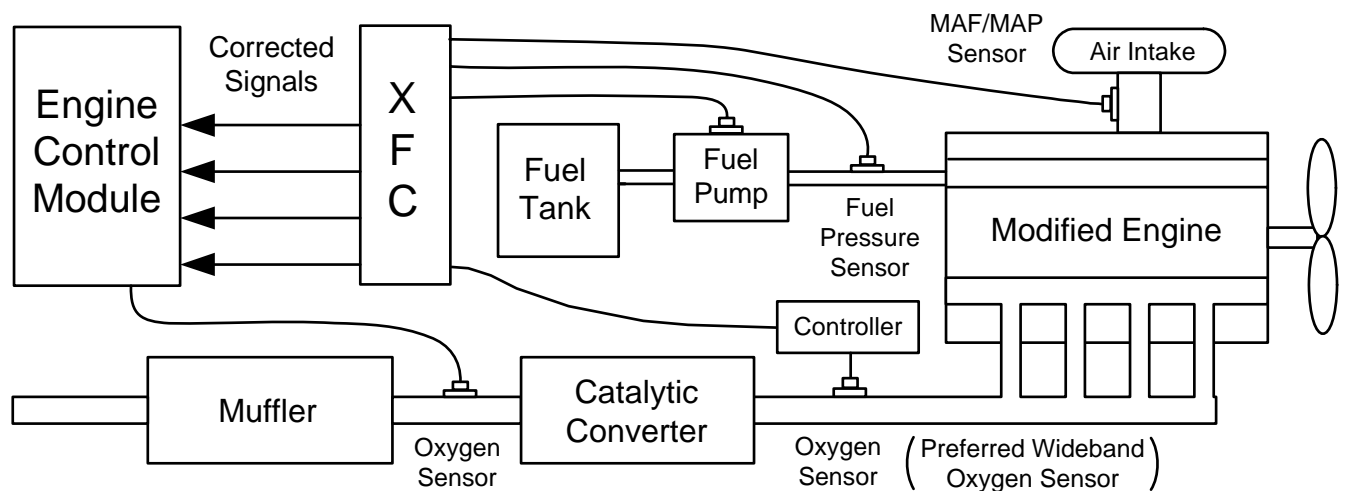 Engine
Control
Module
Corrected
Signals
X
F
C
Fuel
Tank
Fuel
Pump
Fuel
Pressure
Sensor
MAF/MAP
Sensor
Air Intake
Modified Engine
Controller
Muffler
Oxygen
Sensor
Catalytic
Converter
Oxygen
Sensor
(Preferred Wideband
Oxygen Sensor)